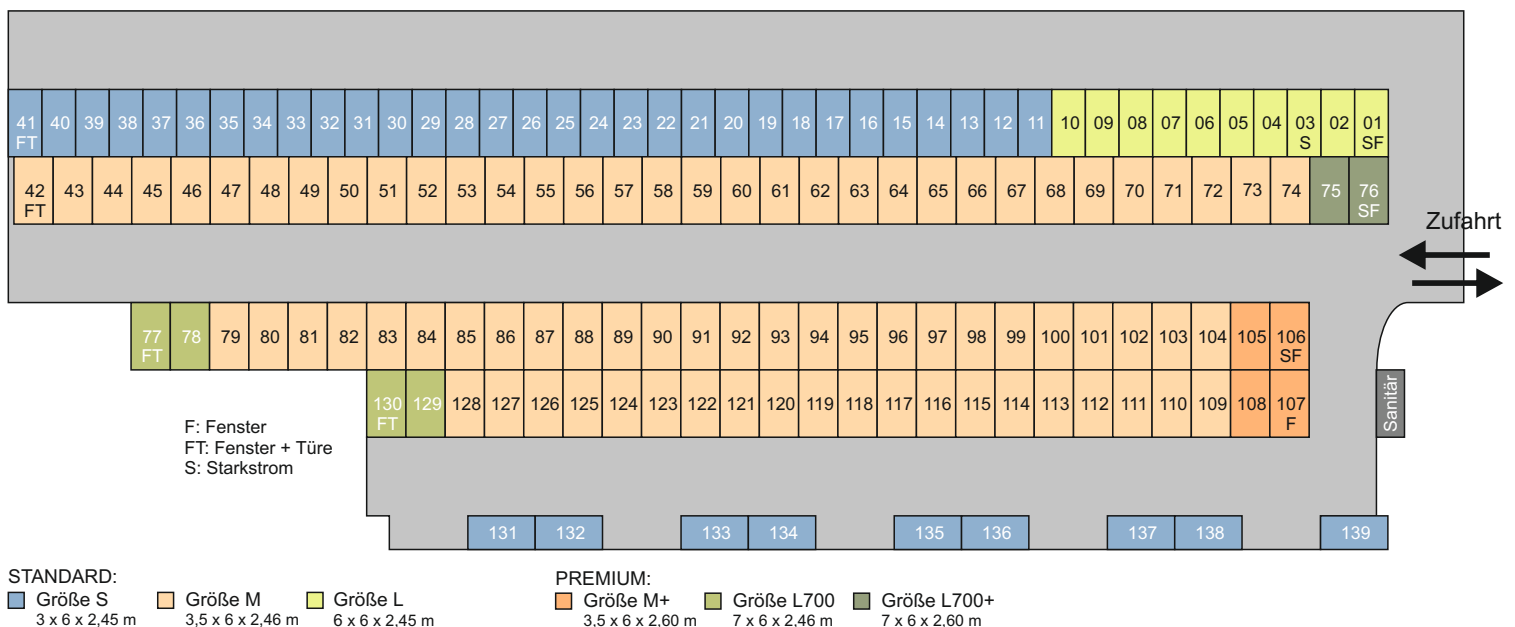 41 40 39 38 37 36 35 34 33 32 31 30 29 28 27 26 25 24 23 22 21 20 19 18 17 16 15 14 13 12 11 10 09 08 07 06 05 04 03 02 01
FT S SF
42 43 44 45 46 47 48 49 50 51 52 53 54 55 56 57 58 59 60 61 62 63 64 65 66 67 68 69 70 71 72 73 74 75 76
FT SF
Zufahrt
77 78 79 80 81 82 83 84 85 86 87 88 89 90 91 92 93 94 95 96 97 98 99 100 101 102 103 104 105 106
FT SF
130 129 128 127 126 125 124 123 122 121 120 119 118 117 116 115 114 113 112 111 110 109 108 107
FT F
Sanitär
F: Fenster
FT: Fenster + Türe
S: Starkstrom
131 132 133 134 135 136 137 138 139
STANDARD:
Größe S
3 x 6 x 2,45 m
Größe M
3,5 x 6 x 2,46 m
Größe L
6 x 6 x 2,45 m
PREMIUM:
Größe M+
3,5 x 6 x 2,60 m
Größe L700
7 x 6 x 2,46 m
Größe L700+
7 x 6 x 2,60 m